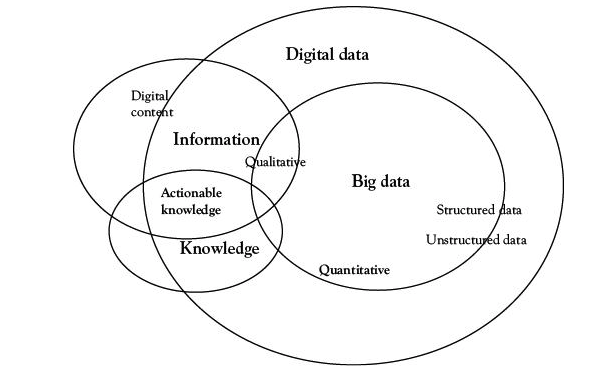 Digital data
Digital
content
Information
Qualitative
Big data
Actionable
knowledge
Structured data
Unstructured data
Knowledge
Quantitative